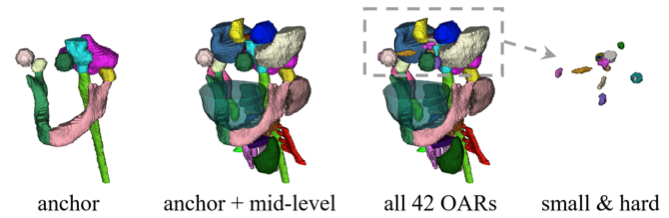 anchor
anchor + mid-level
all 42 OARs
small & hard